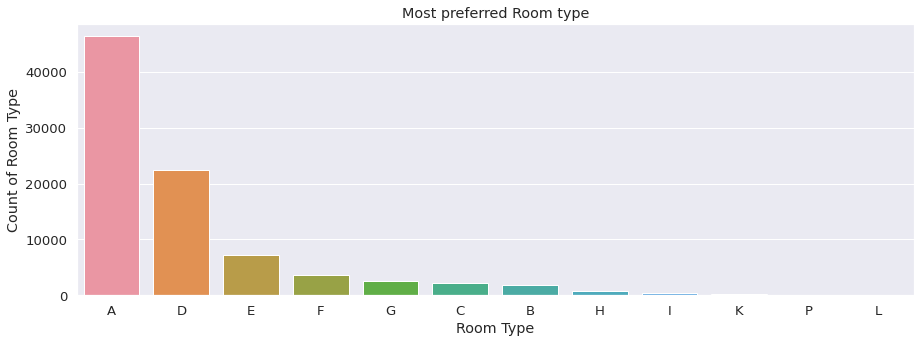 Most preferred Room type
Count of Room Type
40000
30000
20000
10000
0
A D E F G C B H I K P L
Room Type